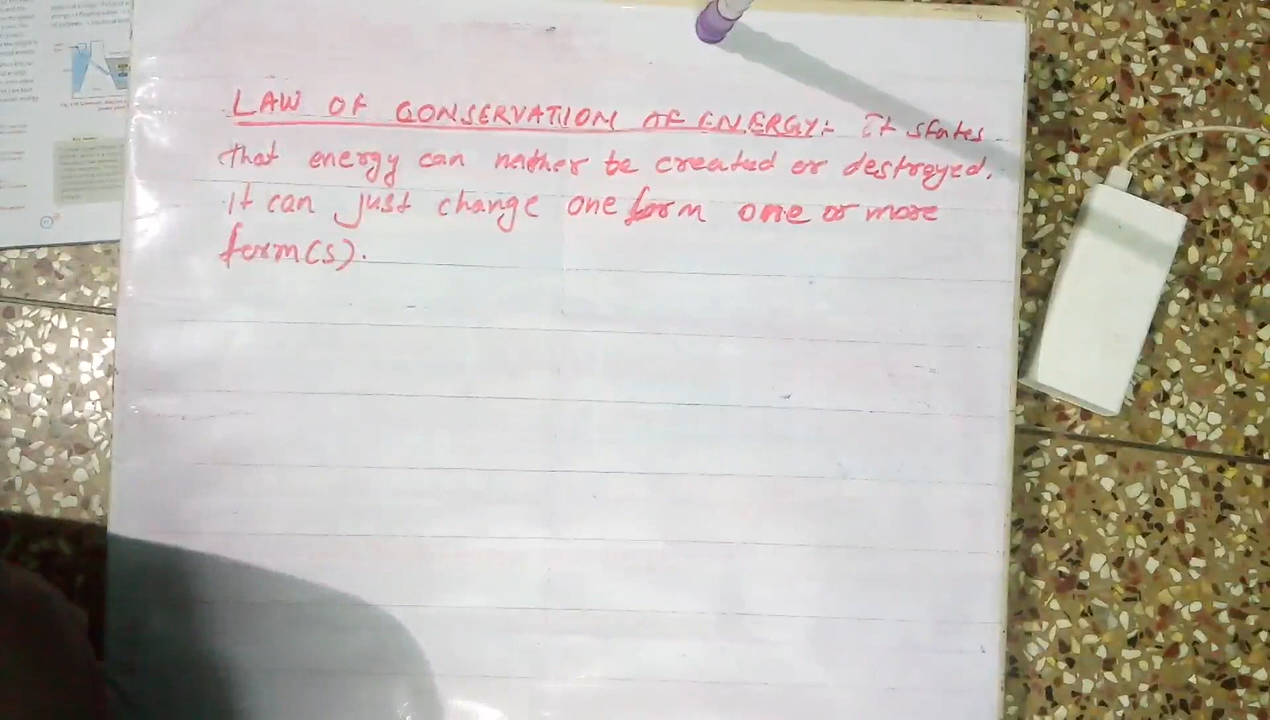 LAW OF CONSERVATION OF ENERGY:- It states
that energy can neither be created or destroyed.
it can just change one form one or more
form(s).